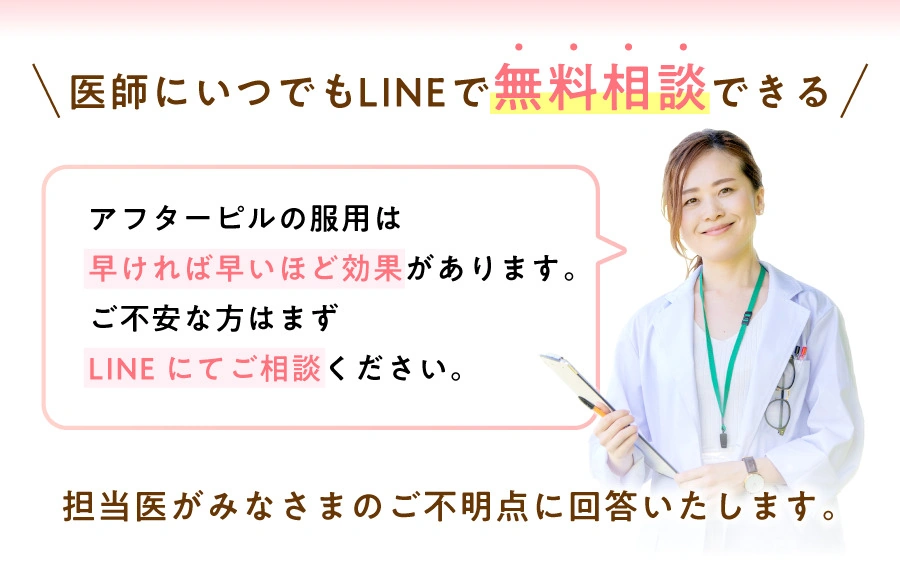 医師にいつでもLINEで無料相談できる
アフターピルの服用は
早ければ早いほど効果があります。
ご不安な方はまず
LINEにてご相談ください。
担当医がみなさまのご不明点に回答いたします。